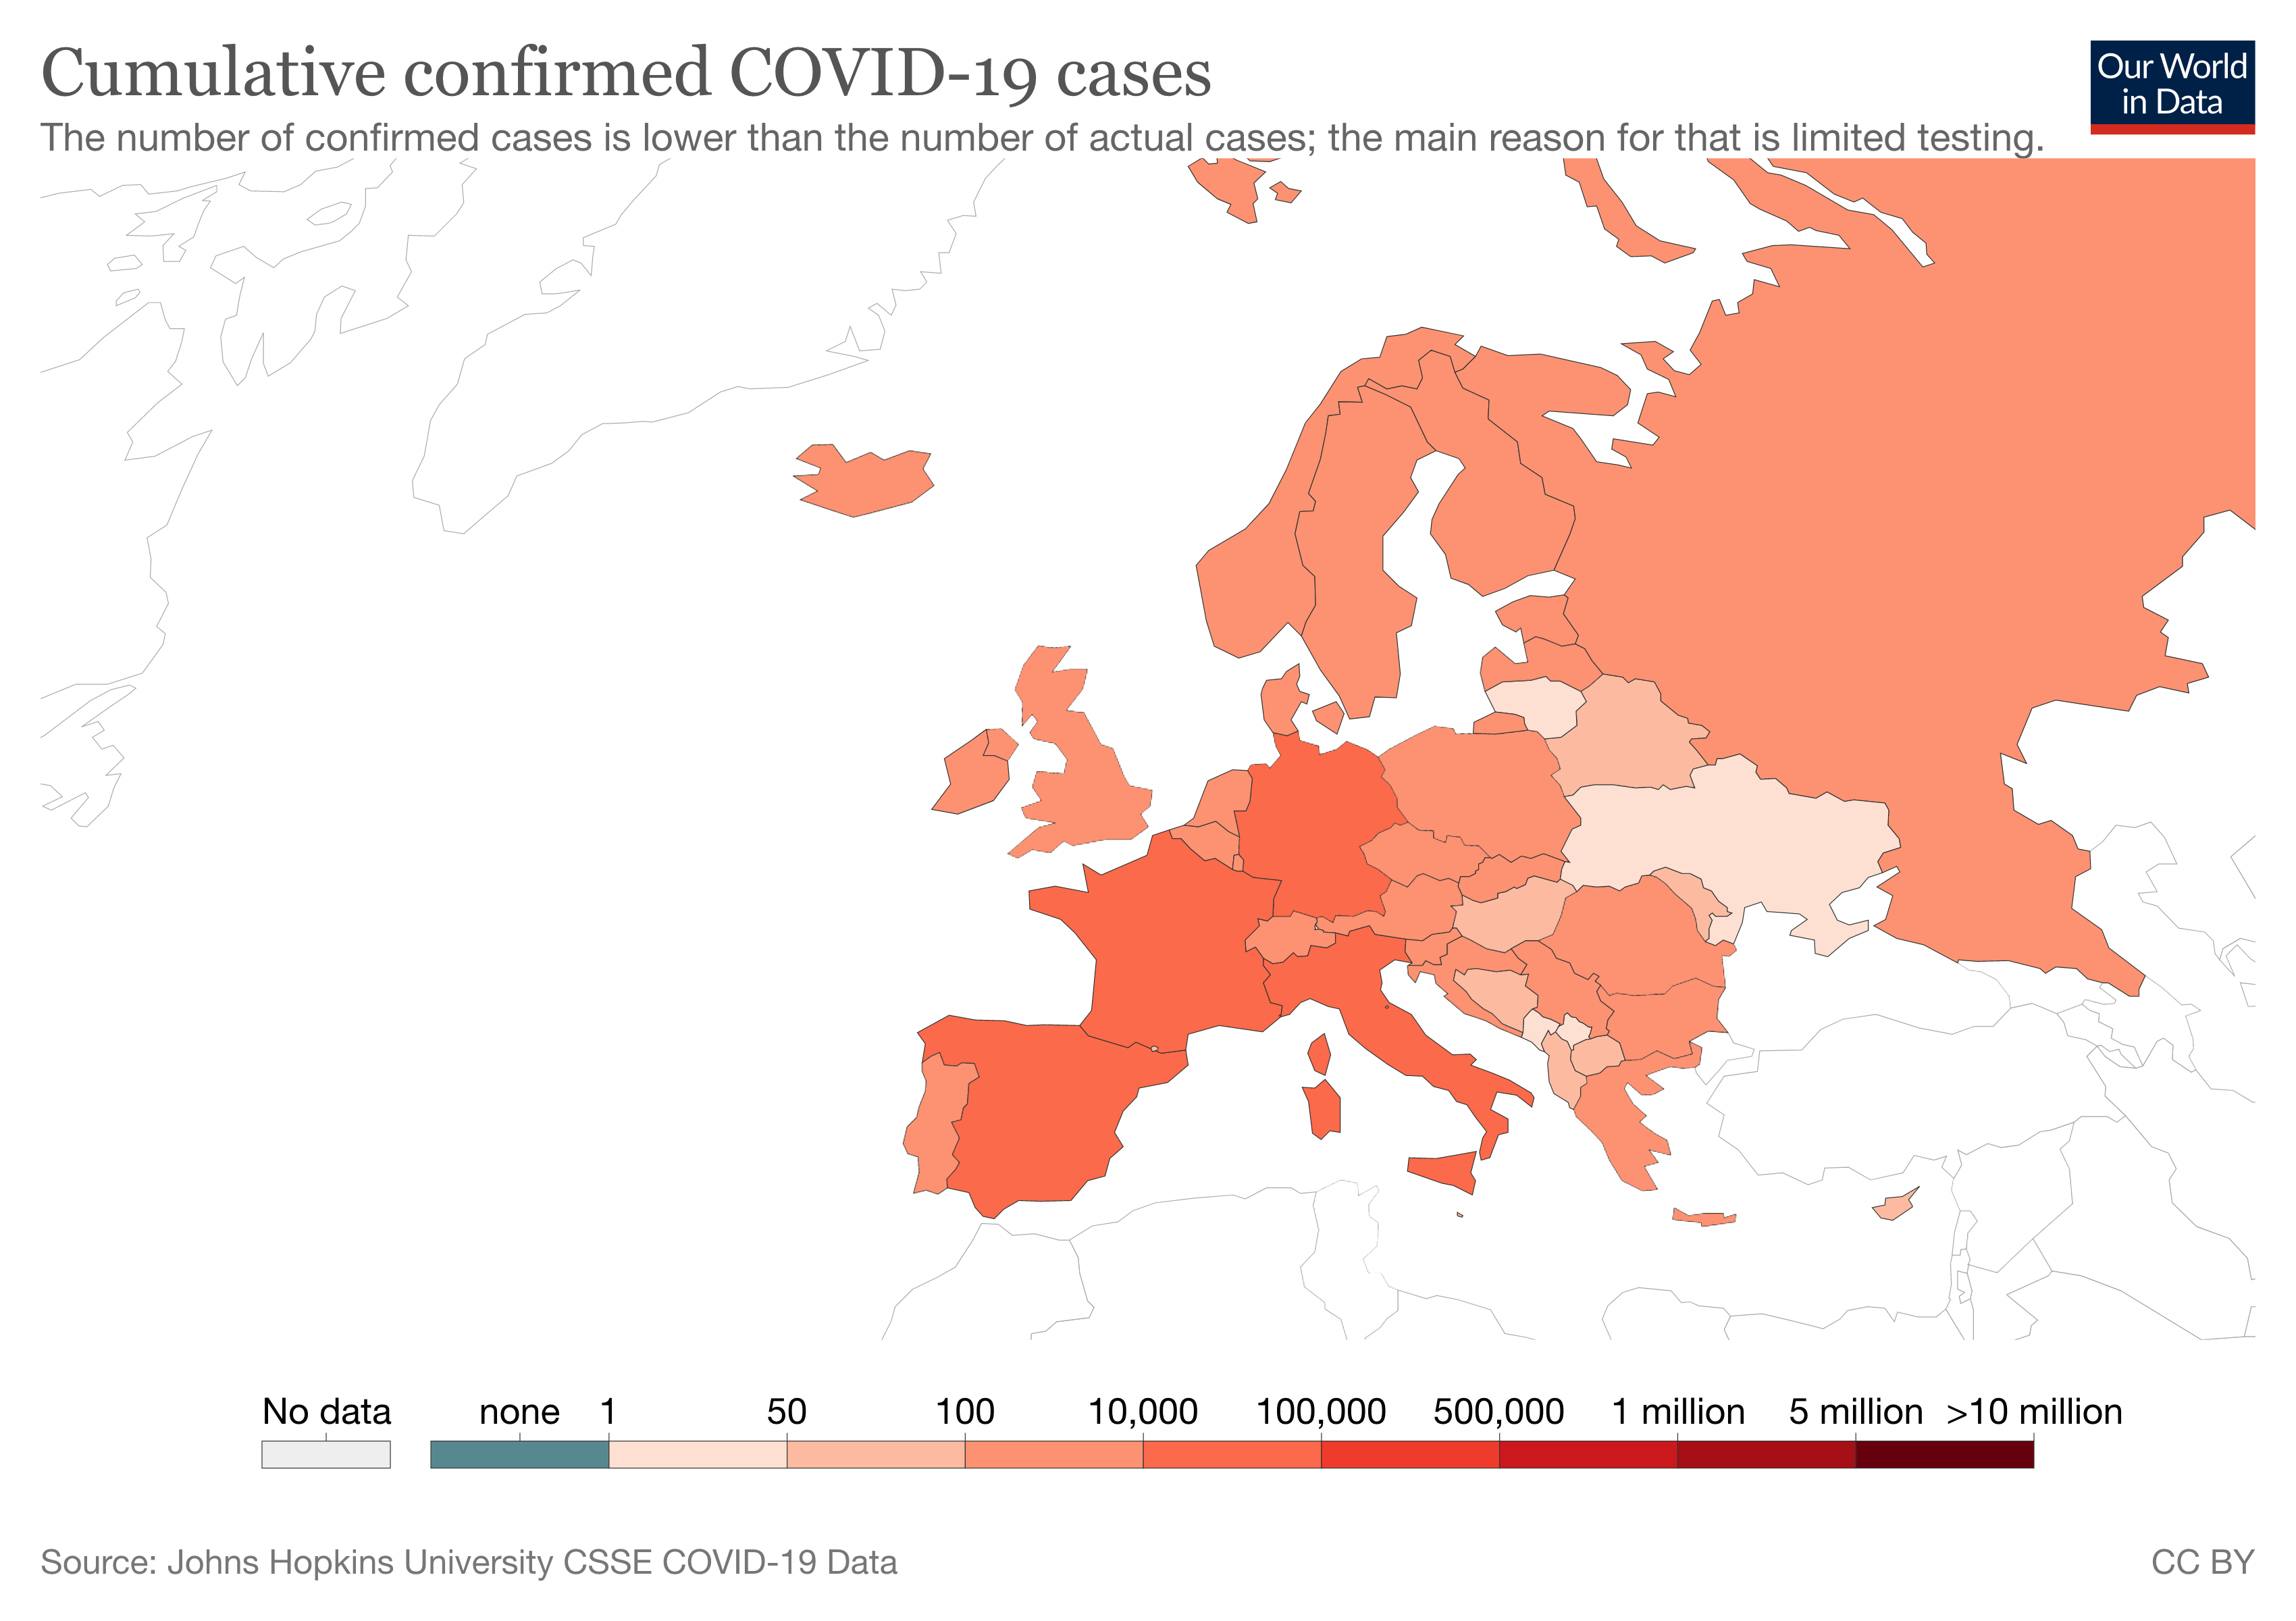 Cumulative confirmed COVID-19 cases
Our World
in Data
The number of confirmed cases is lower than the number of actual cases; the main reason for that is limited testing.
No data none 1 50 100 10,000 100,000 500,000 1 million 5 million >10 million
Source: Johns Hopkins University CSSE COVID-19 Data
CC BY